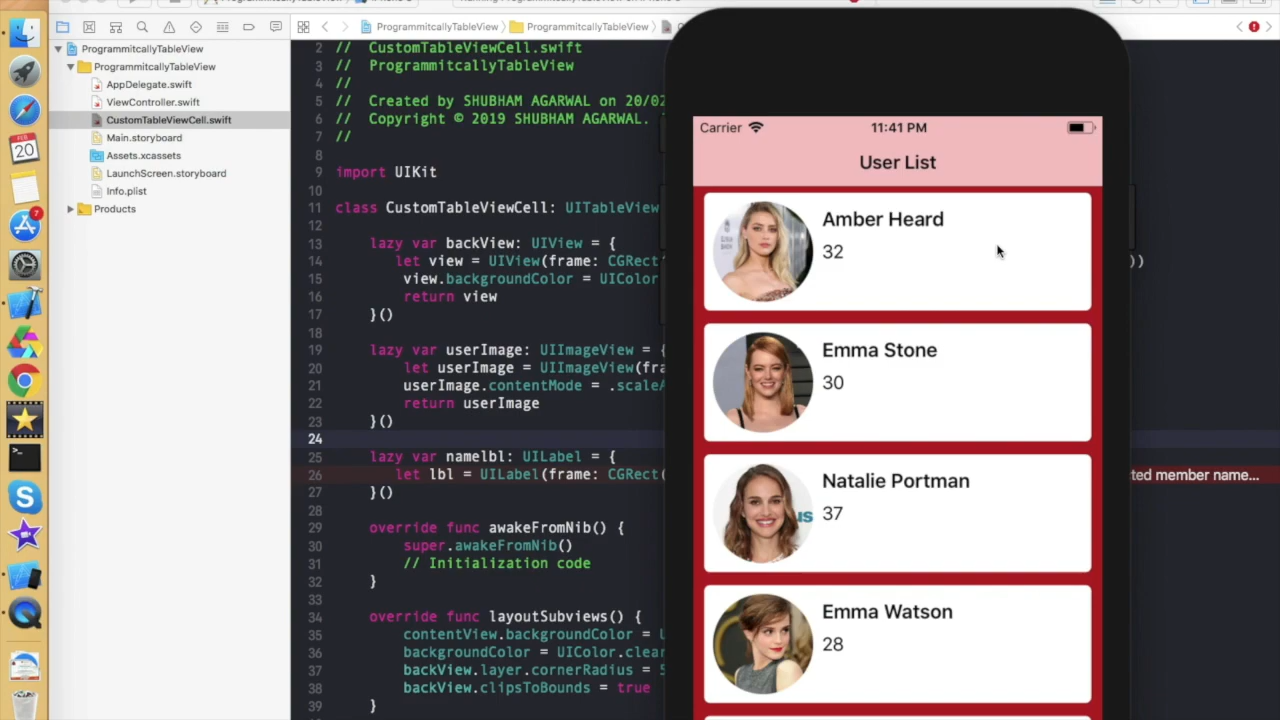 ProgrammitcallyTableView
ProgrammitcallyTableView
AppDelegate.swift
ViewController.swift
CustomTableViewCell.swift
Main.storyboard
Assets.xcassets
LaunchScreen.storyboard
Info.plist
Products
FEB
20
7
ProgrammitcallyTableView
ProgrammitcallyTableView
2 // CustomTableViewCell.swift
3 // ProgrammitcallyTableView
4 //
5 // Created by SHUBHAM AGARWAL on 20/02
6 // Copyright © 2019 SHUBHAM AGARWAL.
7 //
8
9 import UIKit
10
11 class CustomTableViewCell: UITableView
12
13 lazy var backView: UIView = {
14 let view = UIView(frame: CGRect ))
15 view.backgroundColor = UIColor
16 return view
17 }()
18
19 lazy var userImage: UIImageView = {
20 let userImage = UIImageView(fra
21 userImage.contentMode = .scaleA
22 return userImage
23 }()
24
25 lazy var namelbl: UILabel = {
26 let lbl = UILabel(frame: CGRect( ted member name...
27 }()
28
29 override func awakeFromNib() {
30 super.awakeFromNib()
31 // Initialization code
32 }
33
34 override func layoutSubviews() {
35 contentView.backgroundColor = U
36 backgroundColor = UIColor.clear
37 backView.layer.cornerRadius = 5
38 backView.clipsToBounds = true
39 }
Carrier 11:41 PM
User List
Amber Heard
32
Emma Stone
30
Natalie Portman
37
Emma Watson
28